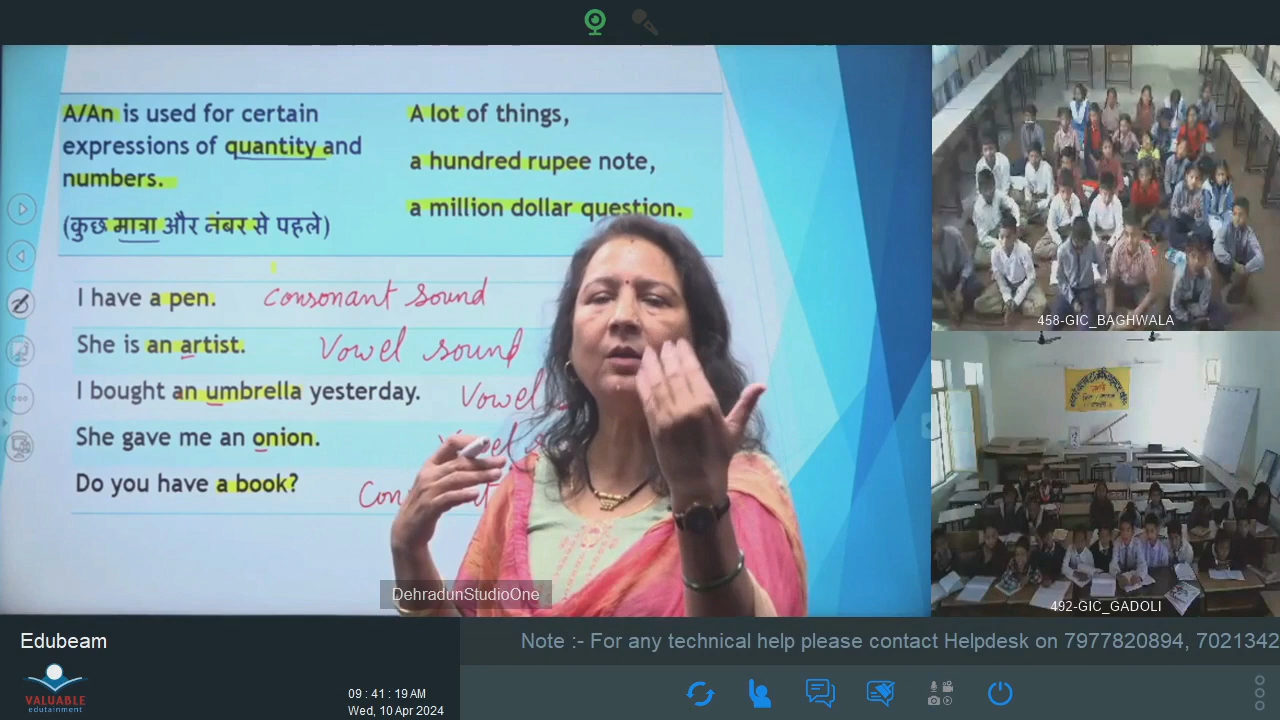 A/An is used for certain
expressions of quantity and
numbers.
(कुछ मात्रा और नंबर से पहले)
A lot of things,
a hundred rupee note,
a million dollar question.
I have a pen. Consonant sound
She is an artist. Vowel sound
I bought an umbrella yesterday. Vowel
She gave me an onion.
Do you have a book?
DehradunStudioOne
458-GIC_BAGHWALA
492-GIC_GADOLI
Edubeam
VALUABLE
edutainment
09 : 41 : 19 AM
Wed, 10 Apr 2024
Note :- For any technical help please contact Helpdesk on 7977820894, 7021342